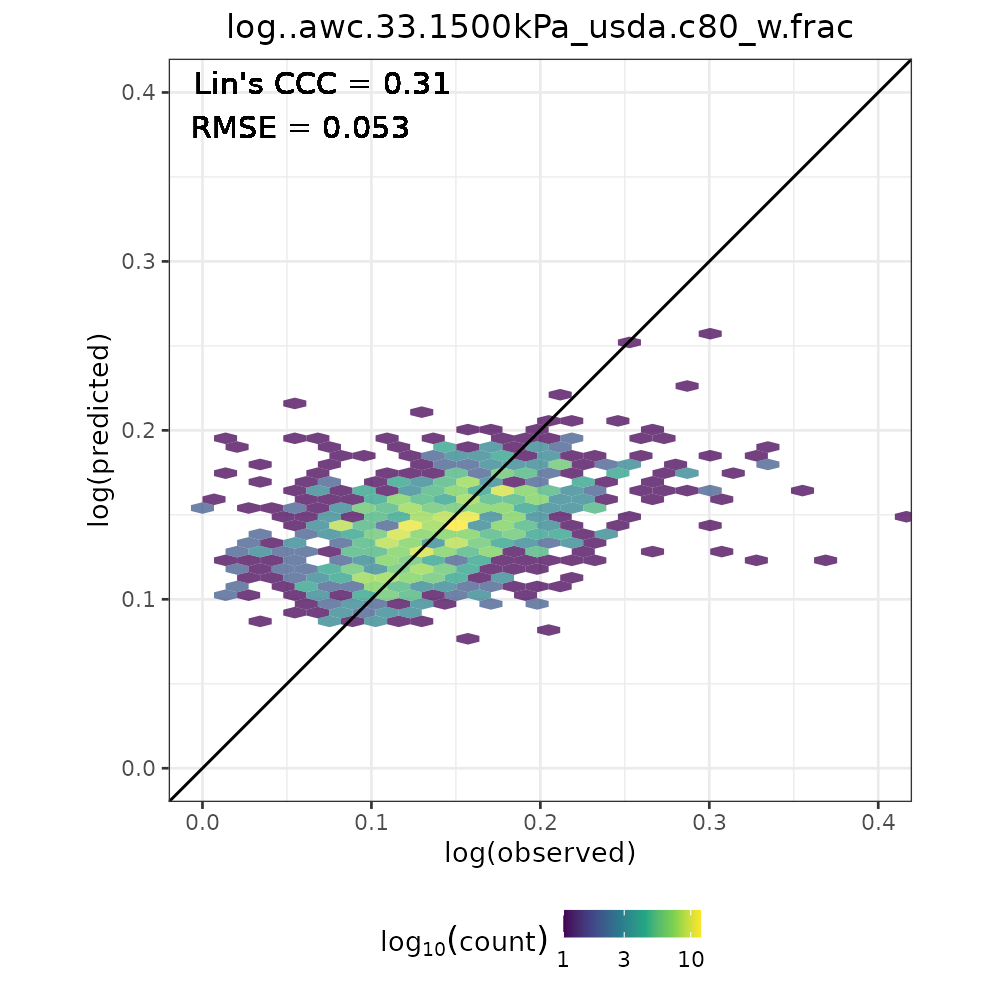 log..awc.33.1500kPa_usda.c80_w.frac
Lin's CCC = 0.31
RMSE = 0.053
log(predicted)
0.4
0.3
0.2
0.1
0.0
0.0 0.1 0.2 0.3 0.4
log(observed)
log₁₀(count)
1 3 10